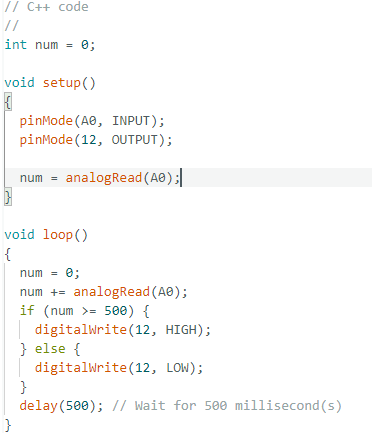 // C++ code
//
int num = 0;
void setup()
{
pinMode(A0, INPUT);
pinMode(12, OUTPUT);
num = analogRead(A0);
}
void loop()
{
num = 0;
num += analogRead(A0);
if (num >= 500) {
digitalWrite(12, HIGH);
} else {
digitalWrite(12, LOW);
}
delay(500); // Wait for 500 millisecond(s)
}